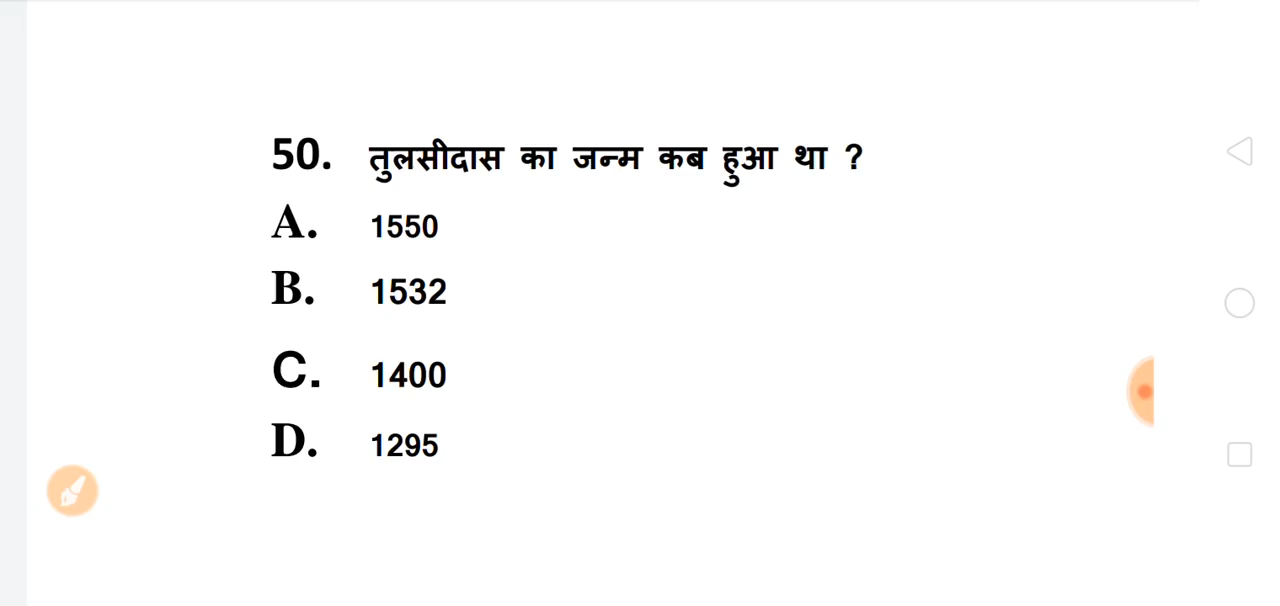 50. तुलसीदास का जन्म कब हुआ था ?
A. 1550
B. 1532
C. 1400
D. 1295